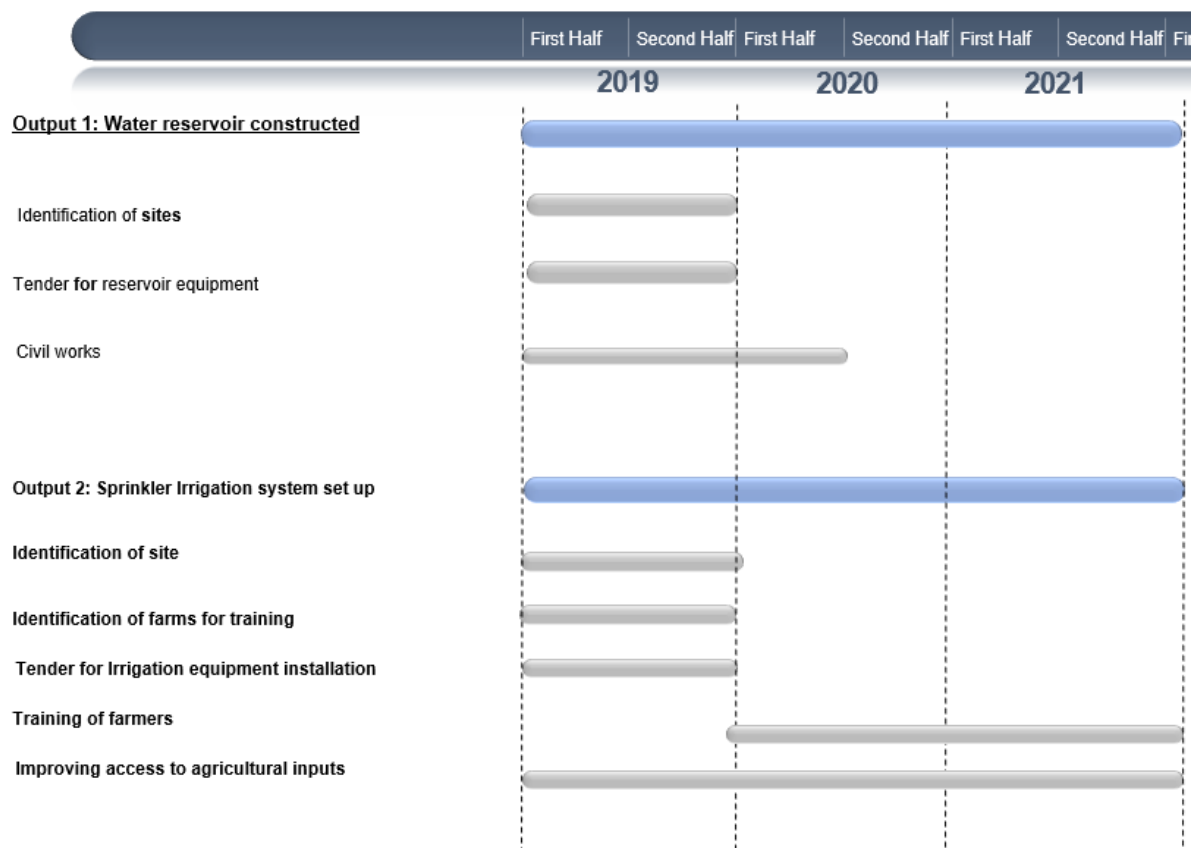 First Half Second Half First Half Second Half First Half Second Half
2019 2020 2021
Output 1: Water reservoir constructed
Identification of sites
Tender for reservoir equipment
Civil works
Output 2: Sprinkler Irrigation system set up
Identification of site
Identification of farms for training
Tender for Irrigation equipment installation
Training of farmers
Improving access to agricultural inputs